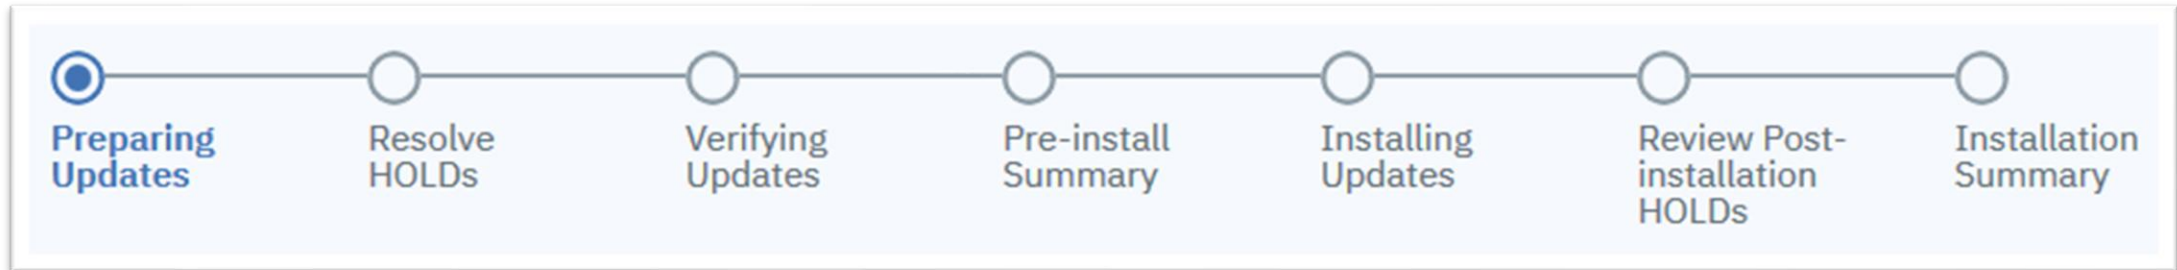 Preparing
Updates
Resolve
HOLDs
Verifying
Updates
Pre-install
Summary
Installing
Updates
Review Post-
installation
HOLDs
Installation
Summary